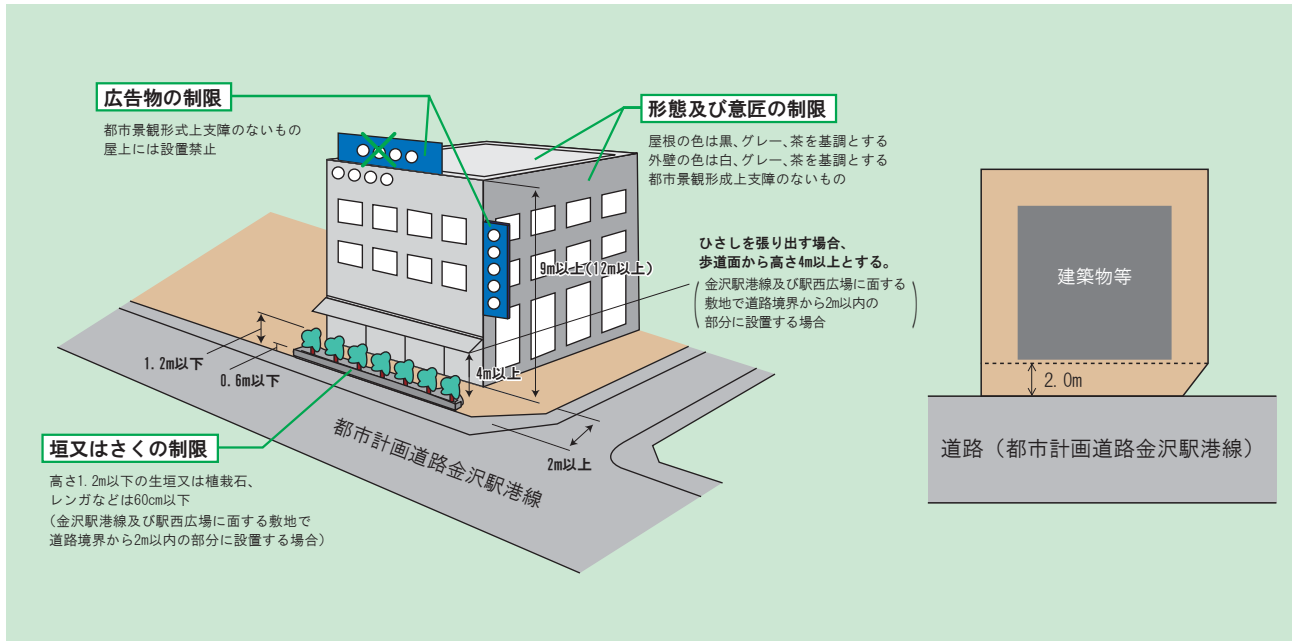 広告物の制限
都市景観形式上支障のないもの
屋上には設置禁止
形態及び意匠の制限
屋根の色は黒、グレー、茶を基調とする
外壁の色は白、グレー、茶を基調とする
都市景観形成上支障のないもの
ひさしを張り出す場合、
歩道面から高さ4m以上とする。
金沢駅港線及び駅西広場に面する
敷地で道路境界から2m以内の
部分に設置する場合
9m以上(12m以上)
4m以上
1.2m以下
0.6m以下
2m以上
都市計画道路金沢駅港線
垣又はさくの制限
高さ1.2m以下の生垣又は植栽石、
レンガなどは60cm以下
(金沢駅港線及び駅西広場に面する敷地で
道路境界から2m以内の部分に設置する場合)
建築物等
2.0m
道路（都市計画道路金沢駅港線）